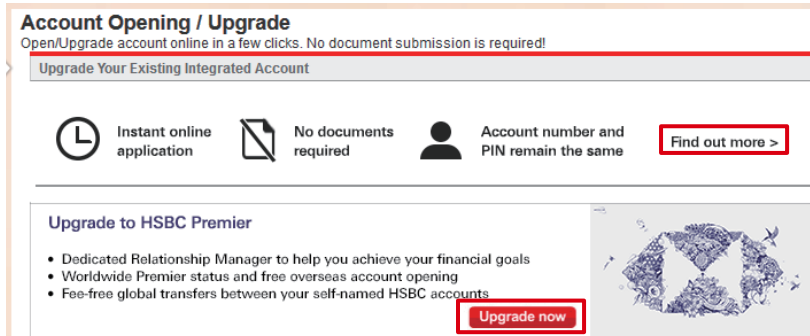 Account Opening / Upgrade
Open/Upgrade account online in a few clicks. No document submission is required!
Upgrade Your Existing Integrated Account
Instant online application
No documents required
Account number and PIN remain the same
Find out more >
Upgrade to HSBC Premier
• Dedicated Relationship Manager to help you achieve your financial goals
• Worldwide Premier status and free overseas account opening
• Fee-free global transfers between your self-named HSBC accounts
Upgrade now